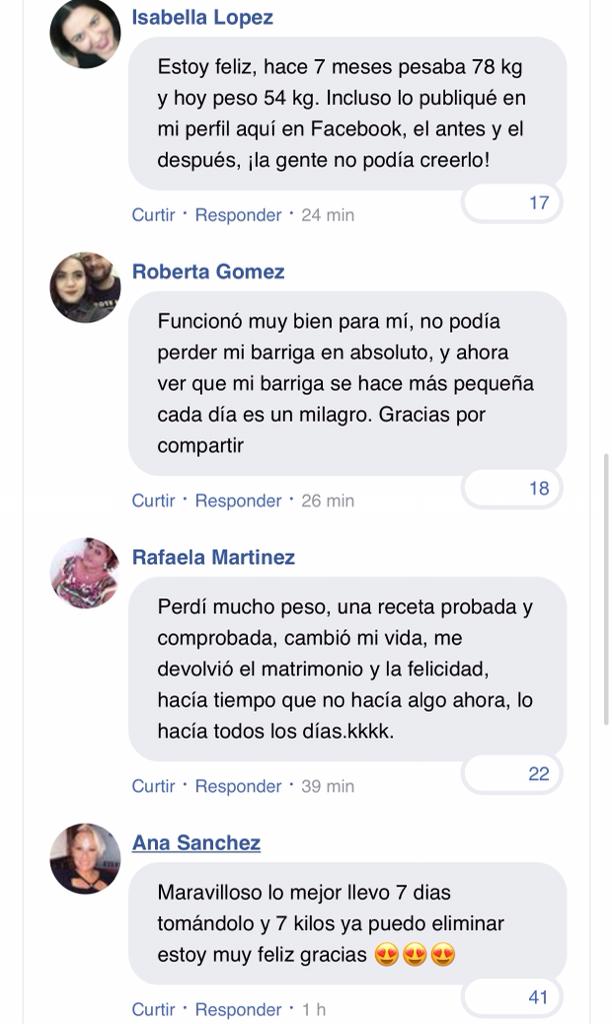 Isabella Lopez
Estoy feliz, hace 7 meses pesaba 78 kg
y hoy peso 54 kg. Incluso lo publiqué en
mi perfil aquí en Facebook, el antes y el
después, ¡la gente no podía creerlo!
17
Curtir · Responder · 24 min
Roberta Gomez
Funcionó muy bien para mí, no podía
perder mi barriga en absoluto, y ahora
ver que mi barriga se hace más pequeña
cada día es un milagro. Gracias por
compartir
18
Curtir · Responder · 26 min
Rafaela Martinez
Perdí mucho peso, una receta probada y
comprobada, cambió mi vida, me
devolvió el matrimonio y la felicidad,
hacía tiempo que no hacía algo ahora, lo
hacía todos los días.kkkk.
22
Curtir · Responder · 39 min
Ana Sanchez
Maravilloso lo mejor llevo 7 dias
tomándolo y 7 kilos ya puedo eliminar
estoy muy feliz gracias 😍😍😍
41
Curtir · Responder · 1 h